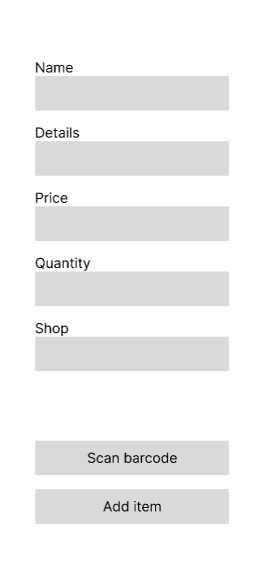 Name
Details
Price
Quantity
Shop
Scan barcode
Add item